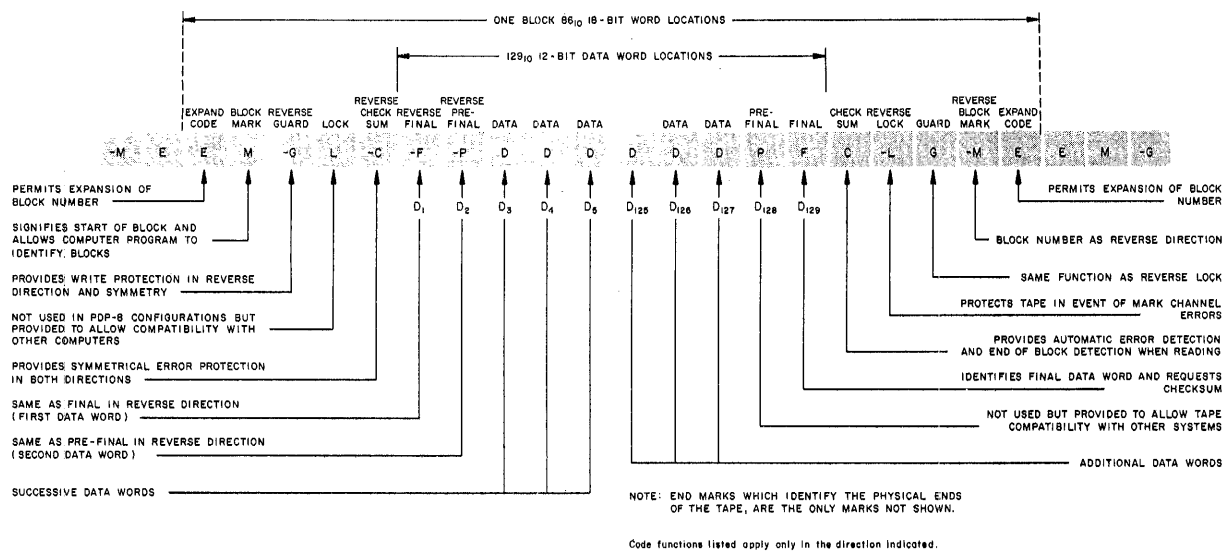 ONE BLOCK 86₁₀ 18-BIT WORD LOCATIONS
129₁₀ 12-BIT DATA WORD LOCATIONS
EXPAND CODE
BLOCK MARK
REVERSE GUARD
LOCK
REVERSE CHECK SUM
REVERSE FINAL
REVERSE PRE-FINAL
DATA
DATA
DATA
DATA
DATA
PRE-FINAL
FINAL
CHECK SUM
REVERSE LOCK
GUARD
REVERSE BLOCK MARK
EXPAND CODE
-M E E M -G L -C -F -P D D D D D D P F C -L G -M E E M -G
D₁ D₂ D₃ D₄ D₅ D₁₂₅ D₁₂₆ D₁₂₇ D₁₂₈ D₁₂₉
PERMITS EXPANSION OF
BLOCK NUMBER
SIGNIFIES START OF BLOCK AND
ALLOWS COMPUTER PROGRAM TO
IDENTIFY BLOCKS
PROVIDES WRITE PROTECTION IN REVERSE
DIRECTION AND SYMMETRY
NOT USED IN PDP-8 CONFIGURATIONS BUT
PROVIDED TO ALLOW COMPATIBILITY WITH
OTHER COMPUTERS
PROVIDES SYMMETRICAL ERROR PROTECTION
IN BOTH DIRECTIONS
SAME AS FINAL IN REVERSE DIRECTION
(FIRST DATA WORD)
SAME AS PRE-FINAL IN REVERSE DIRECTION
(SECOND DATA WORD)
SUCCESSIVE DATA WORDS
PERMITS EXPANSION OF BLOCK
NUMBER
BLOCK NUMBER AS REVERSE DIRECTION
SAME FUNCTION AS REVERSE LOCK
PROTECTS TAPE IN EVENT OF MARK CHANNEL
ERRORS
PROVIDES AUTOMATIC ERROR DETECTION
AND END OF BLOCK DETECTION WHEN READING
IDENTIFIES FINAL DATA WORD AND REQUESTS
CHECKSUM
NOT USED BUT PROVIDED TO ALLOW TAPE
COMPATIBILITY WITH OTHER SYSTEMS
ADDITIONAL DATA WORDS
NOTE: END MARKS WHICH IDENTIFY THE PHYSICAL ENDS
OF THE TAPE, ARE THE ONLY MARKS NOT SHOWN.
Code functions listed apply only in the direction indicated.